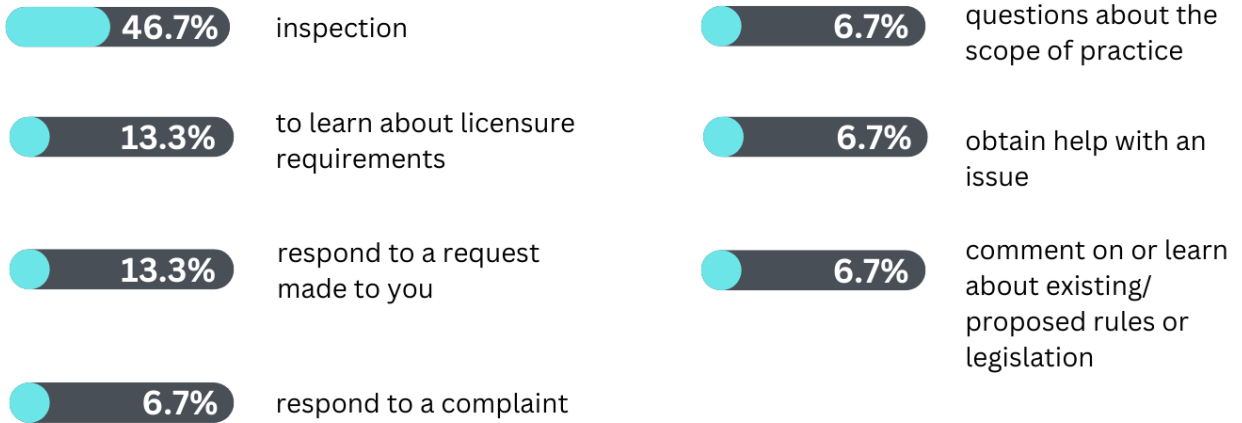 46.7%
inspection
13.3%
to learn about licensure
requirements
13.3%
respond to a request
made to you
6.7%
respond to a complaint
6.7%
questions about the
scope of practice
6.7%
obtain help with an
issue
6.7%
comment on or learn
about existing/
proposed rules or
legislation